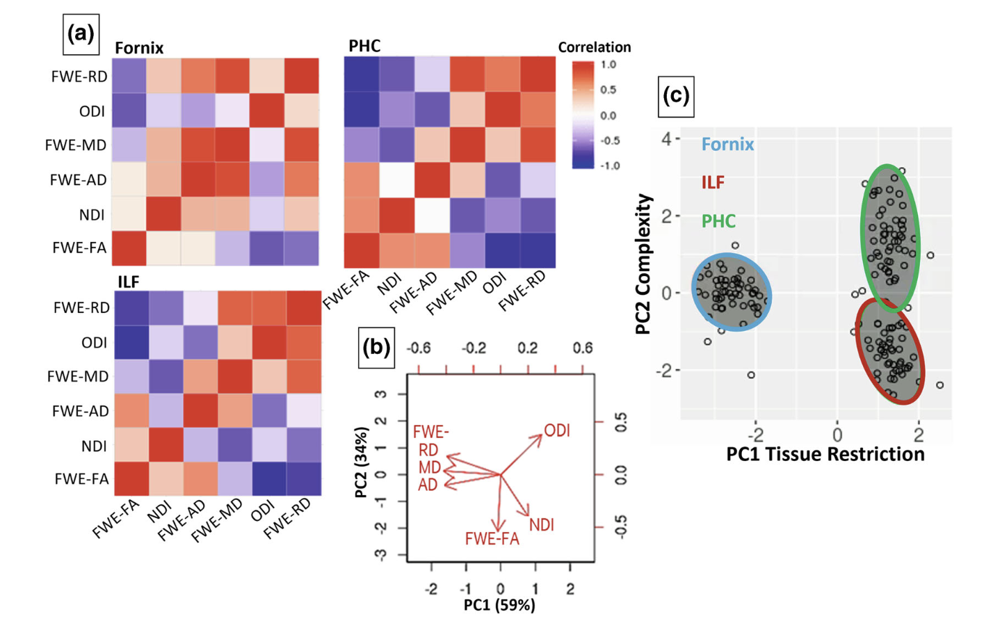 (a)
Fornix
FWE-RD
ODI
FWE-MD
FWE-AD
NDI
FWE-FA
PHC
FWE-FA
NDI
FWE-AD
FWE-MD
ODI
FWE-RD
Correlation
1.0
0.5
0.0
-0.5
-1.0
ILF
FWE-RD
ODI
FWE-MD
FWE-AD
NDI
FWE-FA
FWE-FA
NDI
FWE-AD
FWE-MD
ODI
FWE-RD
(b)
-0.6 -0.2 0.2 0.6
3
2
1
0
-1
-2
-3
PC2 (34%)
FWE-
RD
MD
AD
ODI
NDI
FWE-FA
0.5
0.0
-0.5
-2 -1 0 1 2
PC1 (59%)
(c)
Fornix
ILF
PHC
4
2
0
-2
PC2 Complexity
-2 0 2
PC1 Tissue Restriction